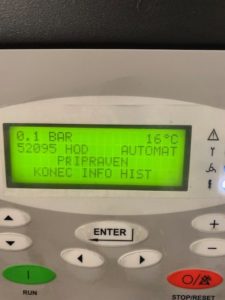 0.1 BAR 16°C
52095 HOD AUTOMAT
PRIPRAVEN
KONEC INFO HIST
ENTER
+
−
I
RUN
STOP/RESET